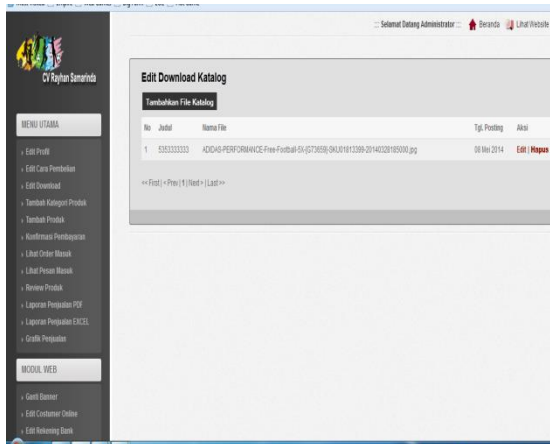 ::: Selamat Datang Administrator :::
Beranda
Lihat Website
CV Rayhan Samarinda
Edit Download Katalog
Tambahkan File Katalog
No Judul Nama File Tgl. Posting Aksi
1 5353333333 ADIDAS-PERFORMANCE-Free-Football-5X-[G73659]-SKU01813399-20140328185000.jpg 08 Mei 2014 Edit | Hapus
<< First | < Prev | 1 | Next > | Last >>
MENU UTAMA
› Edit Profil
› Edit Cara Pembelian
› Edit Download
› Tambah Kategori Produk
› Tambah Produk
› Konfirmasi Pembayaran
› Lihat Order Masuk
› Lihat Pesan Masuk
› Review Produk
› Laporan Penjualan PDF
› Laporan Penjualan EXCEL
› Grafik Penjualan
MODUL WEB
› Ganti Banner
› Edit Costumer Online
› Edit Rekening Bank